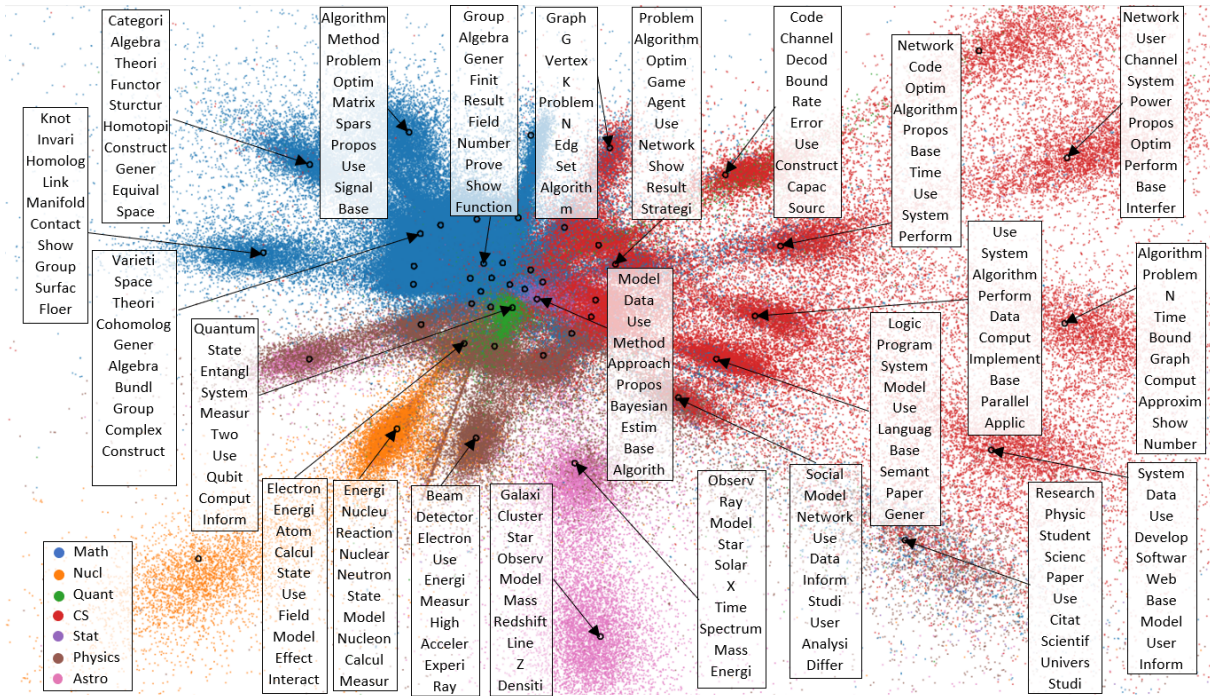 Categori
Algebra
Theori
Functor
Sturctur
Homotopi
Construct
Gener
Equival
Space
Algorithm
Method
Problem
Optim
Matrix
Spars
Propos
Use
Signal
Base
Group
Algebra
Gener
Finit
Result
Field
Number
Prove
Show
Function
Graph
G
Vertex
K
Problem
N
Edg
Set
Algorith
m
Problem
Algorithm
Optim
Game
Agent
Use
Network
Show
Result
Strategi
Code
Channel
Decod
Bound
Rate
Error
Use
Construct
Capac
Sourc
Network
Code
Optim
Algorithm
Propos
Base
Time
Use
System
Perform
Network
User
Channel
System
Power
Propos
Optim
Perform
Base
Interfer
Knot
Invari
Homolog
Link
Manifold
Contact
Show
Group
Surfac
Floer
Varieti
Space
Theori
Cohomolog
Gener
Algebra
Bundl
Group
Complex
Construct
Quantum
State
Entangl
System
Measur
Two
Use
Qubit
Comput
Inform
Model
Data
Use
Method
Approach
Propos
Bayesian
Estim
Base
Algorith
Use
System
Algorithm
Perform
Data
Comput
Implement
Base
Parallel
Applic
Algorithm
Problem
N
Time
Bound
Graph
Comput
Approxim
Show
Number
Logic
Program
System
Model
Use
Languag
Base
Semant
Paper
Gener
Electron
Energi
Atom
Calcul
State
Use
Field
Model
Effect
Interact
Energi
Nucleu
Reaction
Nuclear
Neutron
State
Model
Nucleon
Calcul
Measur
Beam
Detector
Electron
Use
Energi
Measur
High
Acceler
Experi
Ray
Galaxi
Cluster
Star
Observ
Model
Mass
Redshift
Line
Z
Densiti
Observ
Ray
Model
Star
Solar
X
Time
Spectrum
Mass
Energi
Social
Model
Network
Use
Data
Inform
Studi
User
Analysi
Differ
Research
Physic
Student
Scienc
Paper
Use
Citat
Scientif
Univers
Studi
System
Data
Use
Develop
Softwar
Web
Base
Model
User
Inform
Math
Nucl
Quant
CS
Stat
Physics
Astro